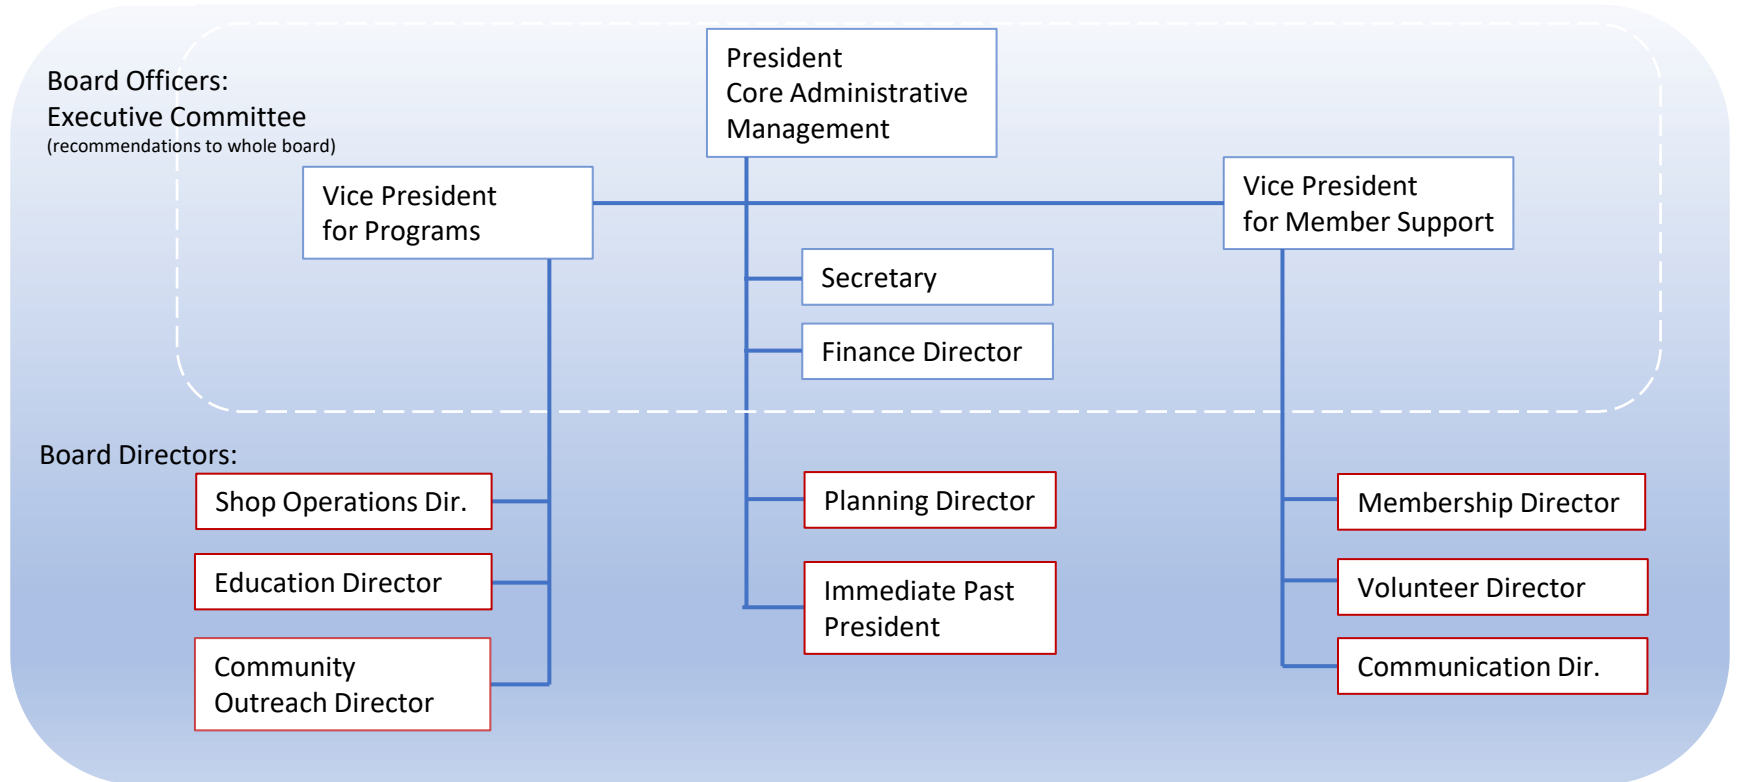 Board Officers:
Executive Committee
(recommendations to whole board)
President
Core Administrative
Management
Vice President
for Programs
Vice President
for Member Support
Secretary
Finance Director
Board Directors:
Shop Operations Dir.
Education Director
Community
Outreach Director
Planning Director
Immediate Past
President
Membership Director
Volunteer Director
Communication Dir.